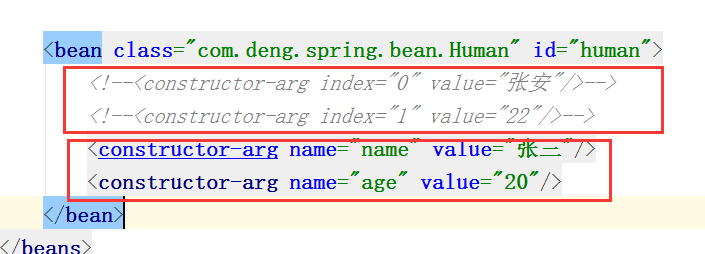 <bean class="com.deng.spring.bean.Human" id="human">
<!--<constructor-arg index="0" value="张安"/>-->
<!--<constructor-arg index="1" value="22"/>-->
<constructor-arg name="name" value="张三"/>
<constructor-arg name="age" value="20"/>
</bean>
</beans>